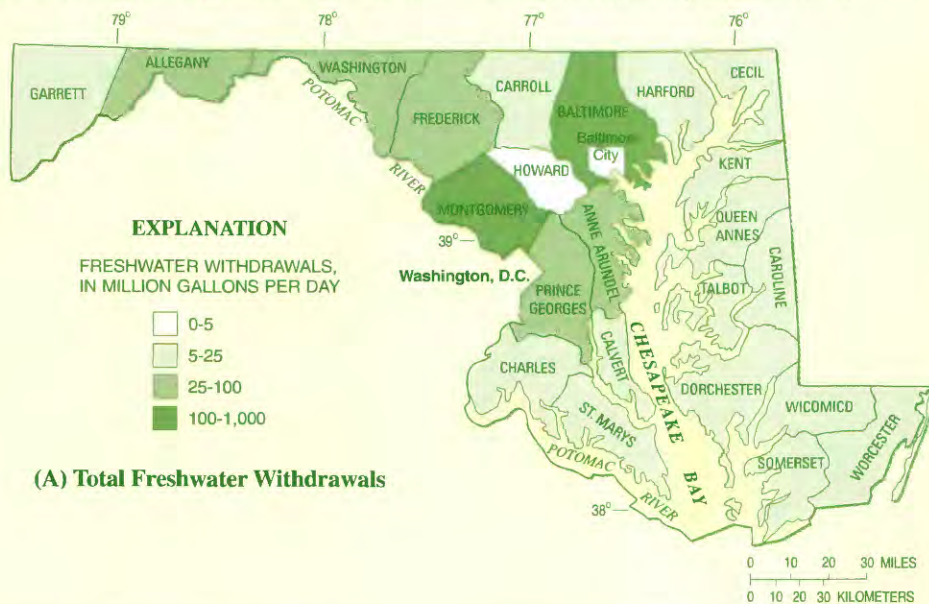 79°
78°
77°
76°
GARRETT
ALLEGANY
WASHINGTON
POTOMAC
RIVER
FREDERICK
CARROLL
BALTIMORE
Baltimore
City
HARFORD
CECIL
KENT
HOWARD
MONTGOMERY
39°
Washington, D.C.
ANNE ARUNDEL
PRINCE
GEORGES
QUEEN
ANNES
CAROLINE
TALBOT
CHESAPEAKE BAY
CALVERT
CHARLES
ST. MARYS
POTOMAC
RIVER
38°
DORCHESTER
WICOMICO
SOMERSET
WORCESTER
EXPLANATION
FRESHWATER WITHDRAWALS,
IN MILLION GALLONS PER DAY
0-5
5-25
25-100
100-1,000
(A) Total Freshwater Withdrawals
0 10 20 30 MILES
0 10 20 30 KILOMETERS